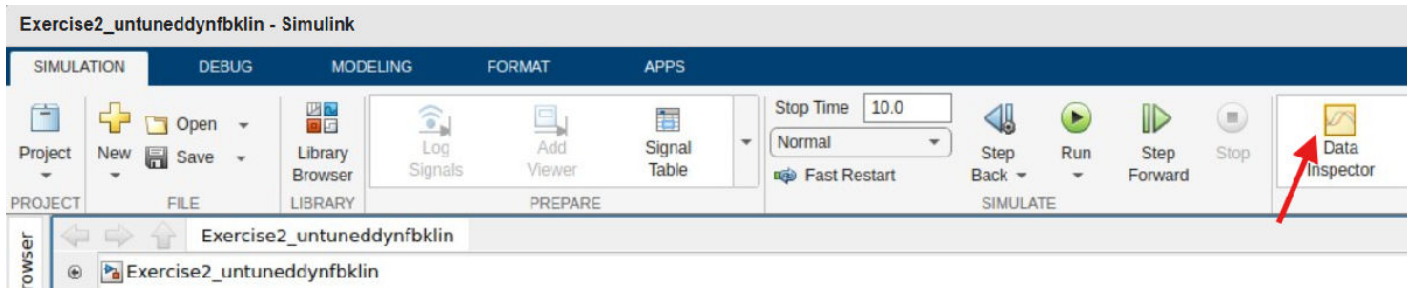 Exercise2_untuneddynfbklin - Simulink
SIMULATION DEBUG MODELING FORMAT APPS
Project
New
Open
Save
Library
Browser
Log
Signals
Add
Viewer
Signal
Table
Stop Time 10.0
Normal
Fast Restart
Step
Back
Run
Step
Forward
Stop
Data
Inspector
PROJECT FILE LIBRARY PREPARE SIMULATE
Exercise2_untuneddynfbklin
Exercise2_untuneddynfbklin
rowser